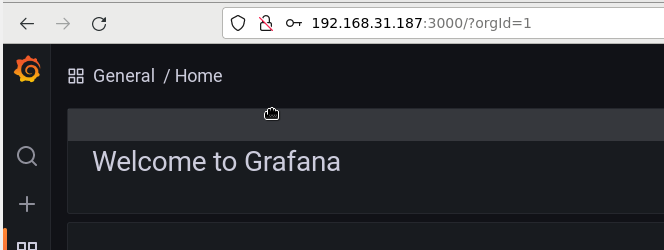 192.168.31.187:3000/?orgId=1
General / Home
Welcome to Grafana